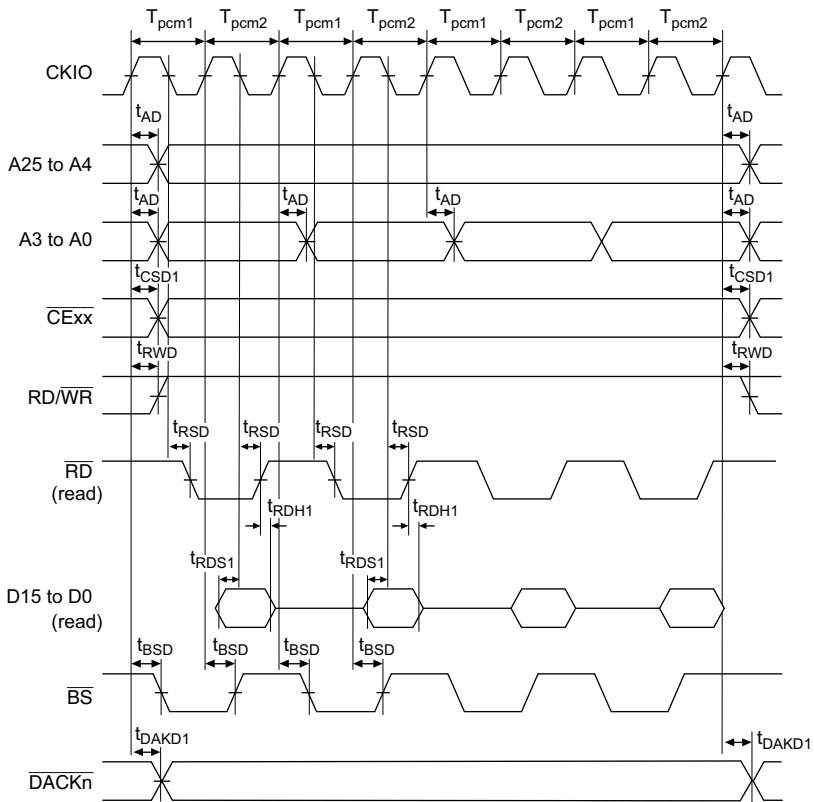 Tpcm1 Tpcm2 Tpcm1 Tpcm2 Tpcm1 Tpcm2 Tpcm1 Tpcm2
CKIO
tAD tAD
A25 to A4
tAD tAD tAD tAD
A3 to A0
tCSD1 tCSD1
CExx
tRWD tRWD
RD/WR
tRSD tRSD tRSD tRSD
RD
(read)
tRDH1 tRDH1
tRDS1 tRDS1
D15 to D0
(read)
tBSD tBSD tBSD tBSD
BS
tDAKD1 tDAKD1
DACKn